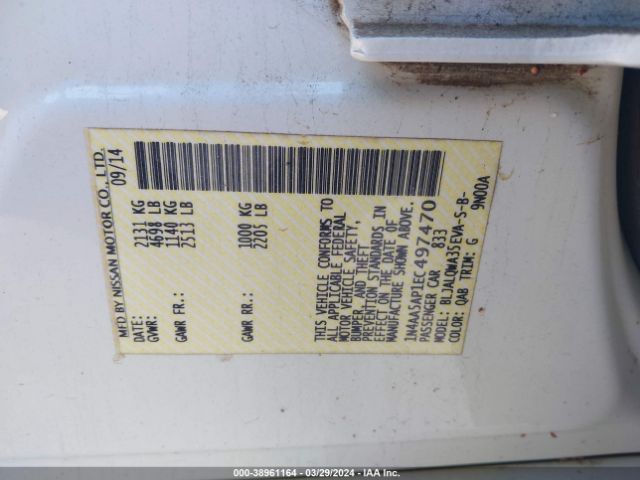 MFD BY NISSAN MOTOR CO., LTD.
DATE: 09/14
GVWR: 2131 KG
4698 LB
GAWR FR.: 1140 KG
2513 LB
GAWR RR.: 1000 KG
2205 LB
THIS VEHICLE CONFORMS TO
ALL APPLICABLE FEDERAL
MOTOR VEHICLE SAFETY,
BUMPER, AND THEFT
PREVENTION STANDARDS IN
EFFECT ON THE DATE OF
MANUFACTURE SHOWN ABOVE.
1N4AA5AP1EC497470
PASSENGER CAR 833
MODEL: BLJALQWA35EVA-S-B-
COLOR: QAB TRIM: G 9N00A
000-38961164 - 03/29/2024 - IAA Inc.